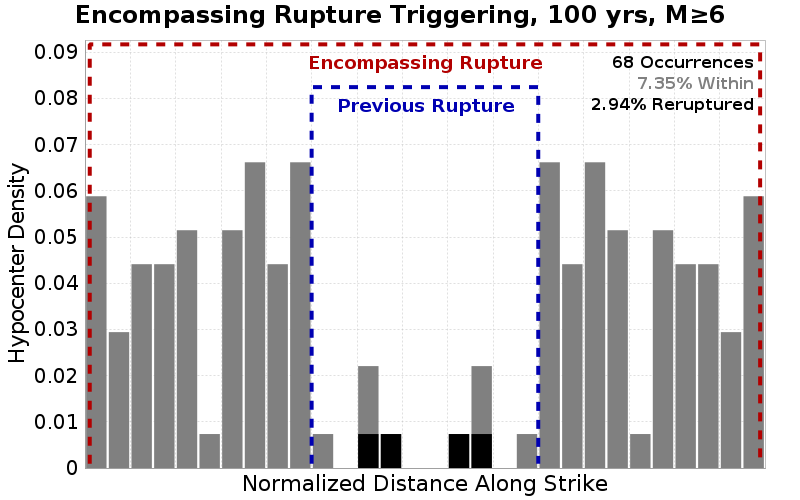 Encompassing Rupture Triggering, 100 yrs, M≥6
Encompassing Rupture
Previous Rupture
68 Occurrences
7.35% Within
2.94% Reruptured
Hypocenter Density
0.09
0.08
0.07
0.06
0.05
0.04
0.03
0.02
0.01
0
Normalized Distance Along Strike